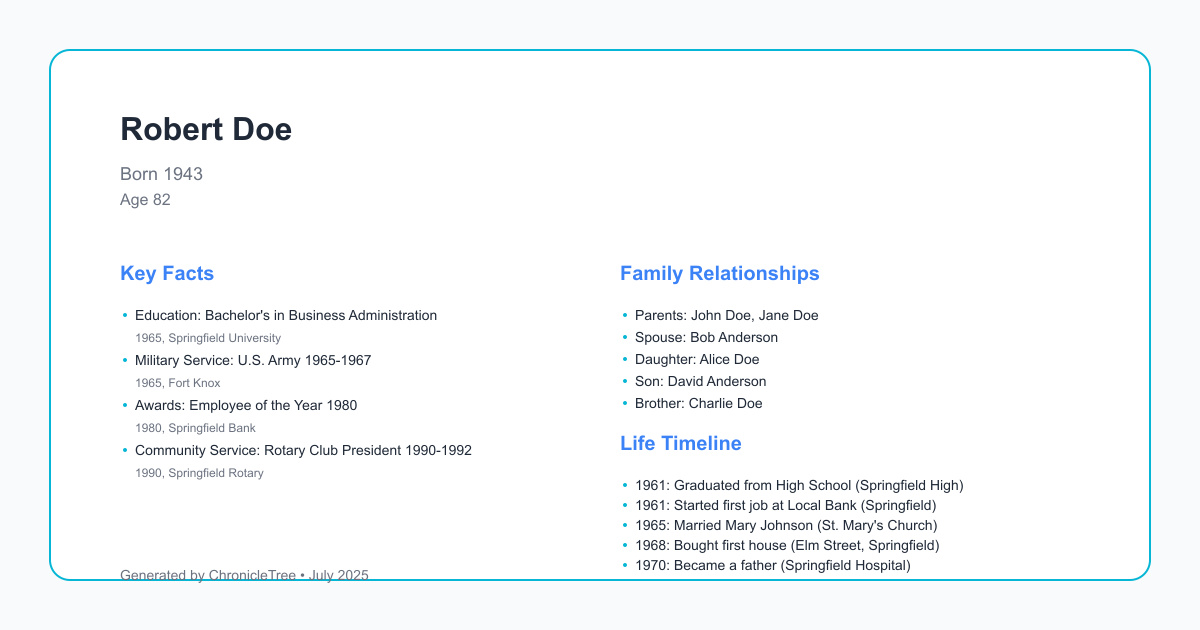 Robert Doe
Born 1943
Age 82
Key Facts
• Education: Bachelor's in Business Administration
1965, Springfield University
• Military Service: U.S. Army 1965-1967
1965, Fort Knox
• Awards: Employee of the Year 1980
1980, Springfield Bank
• Community Service: Rotary Club President 1990-1992
1990, Springfield Rotary
Family Relationships
• Parents: John Doe, Jane Doe
• Spouse: Bob Anderson
• Daughter: Alice Doe
• Son: David Anderson
• Brother: Charlie Doe
Life Timeline
• 1961: Graduated from High School (Springfield High)
• 1961: Started first job at Local Bank (Springfield)
• 1965: Married Mary Johnson (St. Mary's Church)
• 1968: Bought first house (Elm Street, Springfield)
• 1970: Became a father (Springfield Hospital)
Generated by ChronicleTree • July 2025